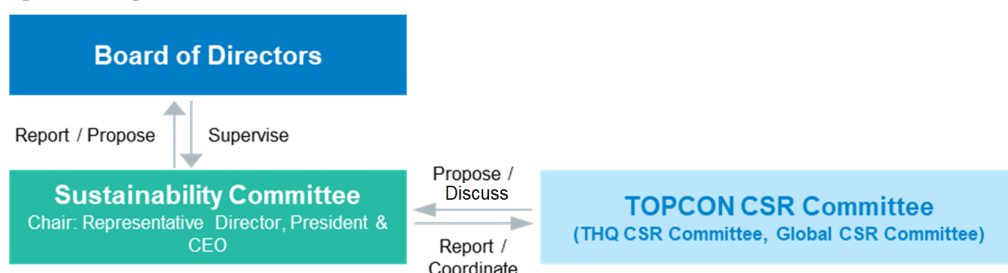 Board of Directors
Report / Propose
Supervise
Sustainability Committee
Chair: Representative Director, President &
CEO
Propose /
Discuss
Report /
Coordinate
TOPCON CSR Committee
(THQ CSR Committee, Global CSR Committee)